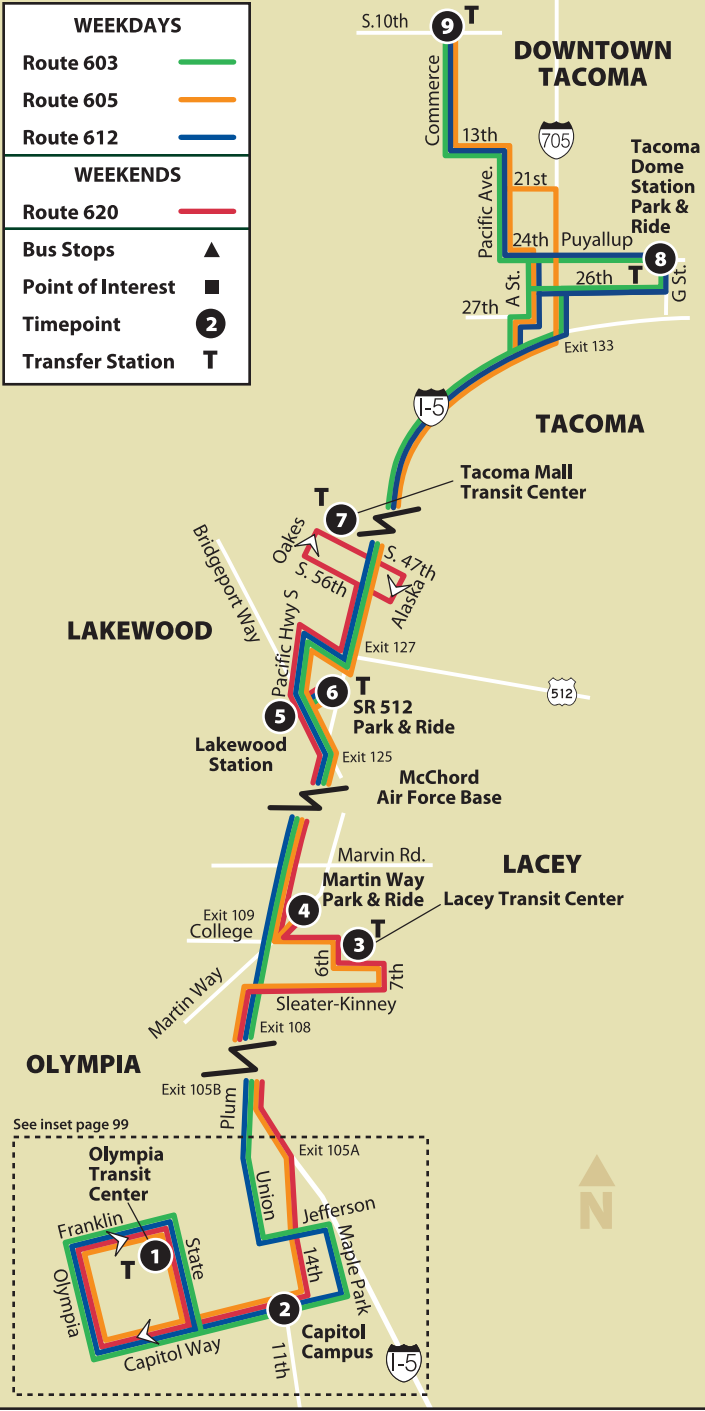 WEEKDAYS
Route 603
Route 605
Route 612
WEEKENDS
Route 620
Bus Stops
Point of Interest
Timepoint
2
Transfer Station
T
S.10th
9
T
DOWNTOWN
TACOMA
Commerce
13th
705
Pacific Ave.
21st
Tacoma
Dome
Station
Park &
Ride
24th
Puyallup
8
T
26th
A St.
G St.
27th
Exit 133
I-5
TACOMA
Tacoma Mall
Transit Center
T
7
Oakes
S. 47th
S. 56th
Alaska
Bridgeport Way
Pacific Hwy S
LAKEWOOD
Exit 127
512
6
T
SR 512
Park & Ride
5
Lakewood
Station
Exit 125
McChord
Air Force Base
Marvin Rd.
LACEY
Martin Way
Park & Ride
4
Lacey Transit Center
Exit 109
College
T
3
6th
7th
Martin Way
Sleater-Kinney
Exit 108
OLYMPIA
Exit 105B
Plum
See inset page 99
Exit 105A
Olympia
Transit
Center
Union
Jefferson
Franklin
Maple Park
State
1
T
14th
Olympia
2
Capitol
Campus
Capitol Way
11th
I-5
N